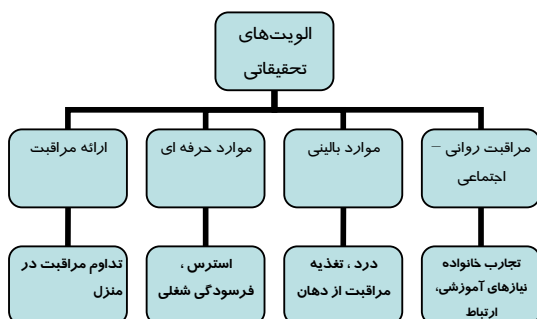 الویت‌های
تحقیقاتی
مراقبت روانی –
اجتماعی
موارد بالینی
موارد حرفه ای
ارائه مراقبت
تجارب خانواده
نیازهای آموزشی،
ارتباط
درد ، تغذیه
مراقبت از دهان
استرس ،
فرسودگی شغلی
تداوم مراقبت در
منزل